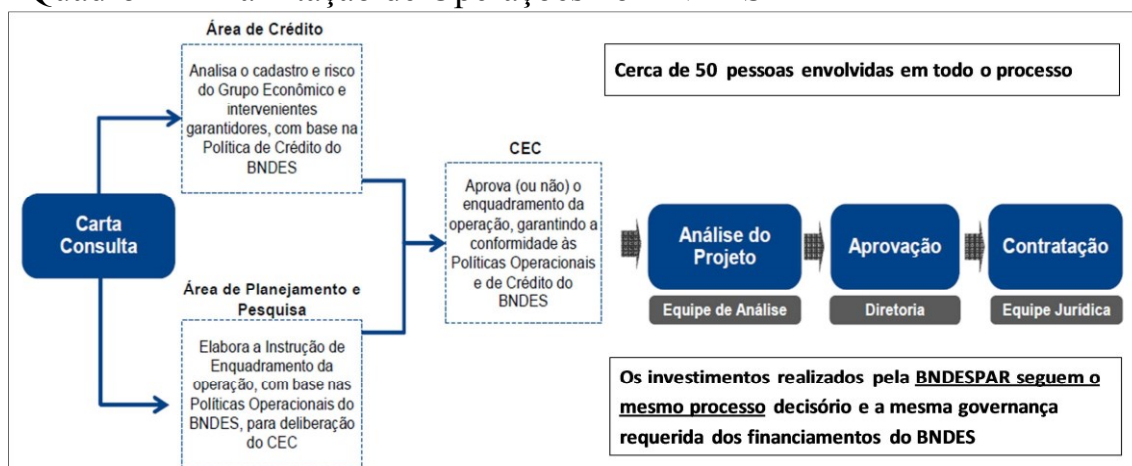 Área de Crédito
Analisa o cadastro e risco
do Grupo Econômico e
intervenientes
garantidores, com base na
Política de Crédito do
BNDES
Cerca de 50 pessoas envolvidas em todo o processo
Carta
Consulta
CEC
Aprova (ou não) o
enquadramento da
operação, garantindo a
conformidade às
Políticas Operacionais
e de Crédito do
BNDES
Análise do
Projeto
Equipe de Análise
Aprovação
Diretoria
Contratação
Equipe Jurídica
Área de Planejamento e
Pesquisa
Elabora a Instrução de
Enquadramento da
operação, com base nas
Políticas Operacionais do
BNDES, para deliberação
do CEC
Os investimentos realizados pela BNDESPAR seguem o
mesmo processo decisório e a mesma governança
requerida dos financiamentos do BNDES